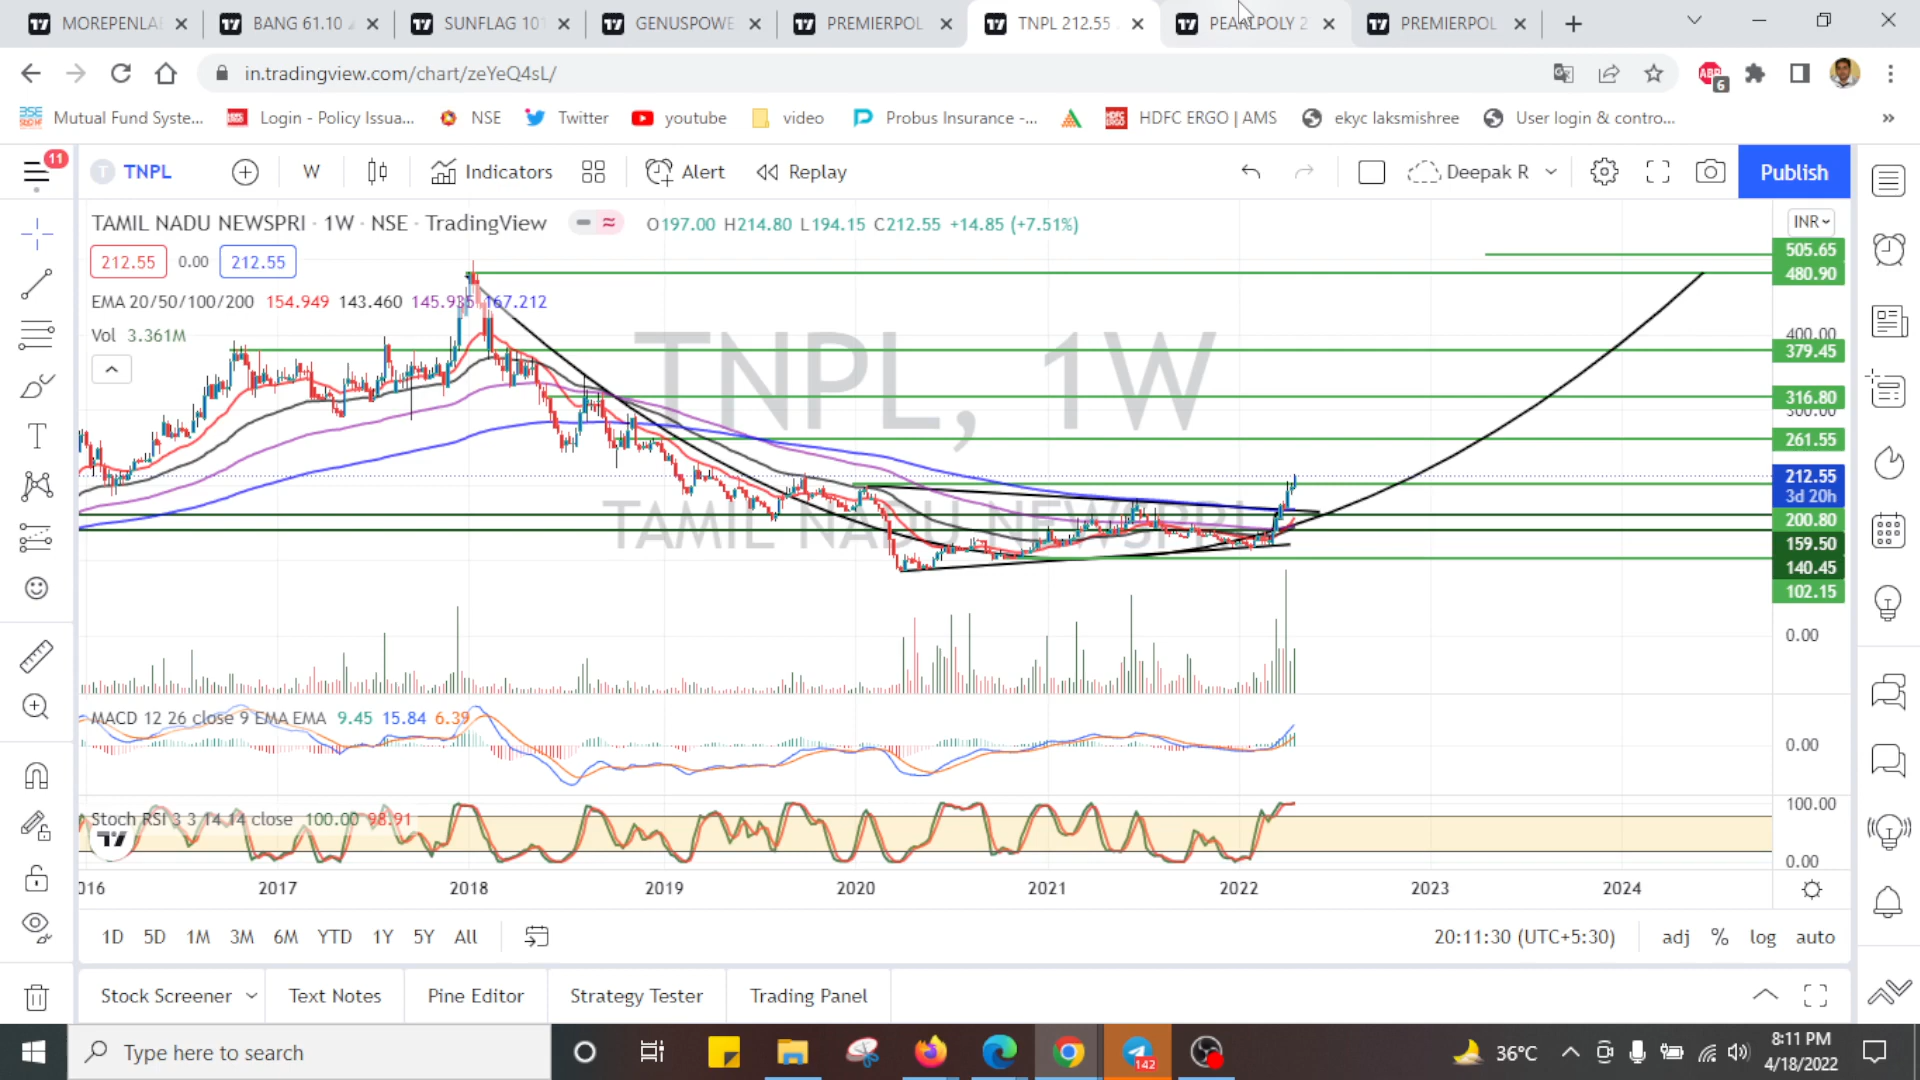 MOREPENLA
BANG 61.10
SUNFLAG 101
GENUSPOWE
PREMIERPOL
TNPL 212.55
PEARLPOLY 2
PREMIERPOL
in.tradingview.com/chart/zeYeQ4sL/
ABP
6
Mutual Fund Syste...
Login - Policy Issua...
NSE
Twitter
youtube
video
Probus Insurance -...
HDFC ERGO | AMS
ekyc laksmishree
User login & contro...
»
11
TNPL
W
Indicators
Alert
Replay
Deepak R
Publish
TAMIL NADU NEWSPRI · 1W · NSE · TradingView
O197.00 H214.80 L194.15 C212.55 +14.85 (+7.51%)
INR
212.55
0.00
212.55
EMA 20/50/100/200 154.949 143.460 145.935 167.212
Vol 3.361M
TNPL, 1W
TAMIL NADU NEWSPRI
505.65
480.90
400.00
379.45
316.80
300.00
261.55
212.55
3d 20h
200.80
159.50
140.45
102.15
0.00
MACD 12 26 close 9 EMA EMA 9.45 15.84 6.39
0.00
Stoch RSI 3 3 14 14 close 100.00 98.91
100.00
0.00
2016
2017
2018
2019
2020
2021
2022
2023
2024
1D 5D 1M 3M 6M YTD 1Y 5Y All
20:11:30 (UTC+5:30)
adj % log auto
Stock Screener
Text Notes
Pine Editor
Strategy Tester
Trading Panel
Type here to search
142
36°C
8:11 PM
4/18/2022